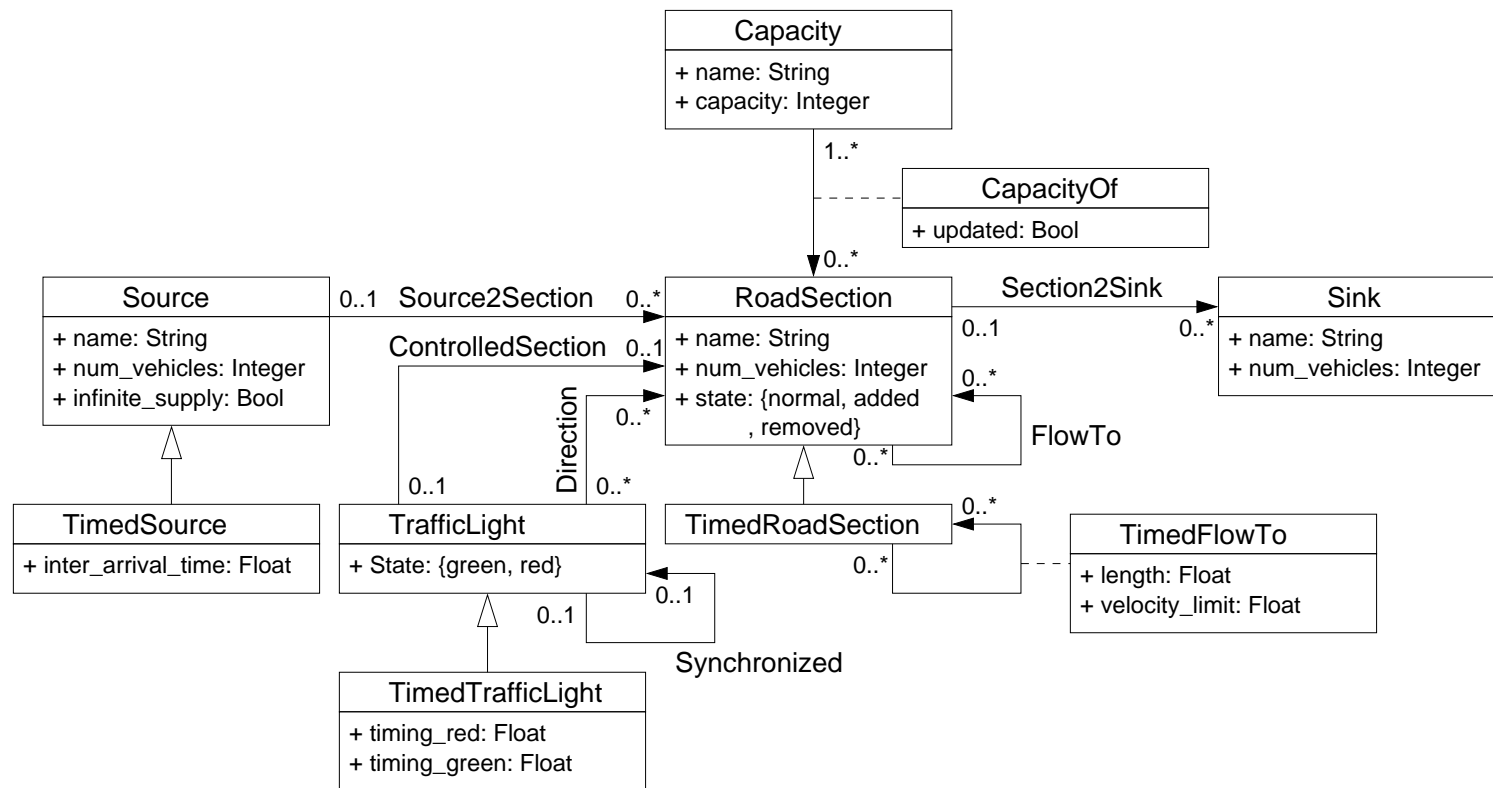 Capacity
+ name: String
+ capacity: Integer
1..*
CapacityOf
+ updated: Bool
0..*
Source
+ name: String
+ num_vehicles: Integer
+ infinite_supply: Bool
0..1
Source2Section
0..*
RoadSection
+ name: String
+ num_vehicles: Integer
+ state: {normal, added
, removed}
Section2Sink
0..1
0..*
Sink
+ name: String
+ num_vehicles: Integer
ControlledSection
0..1
0..1
Direction
0..*
0..*
0..*
0..*
FlowTo
TimedSource
+ inter_arrival_time: Float
TrafficLight
+ State: {green, red}
0..1
0..1
Synchronized
TimedRoadSection
0..*
0..*
TimedFlowTo
+ length: Float
+ velocity_limit: Float
TimedTrafficLight
+ timing_red: Float
+ timing_green: Float